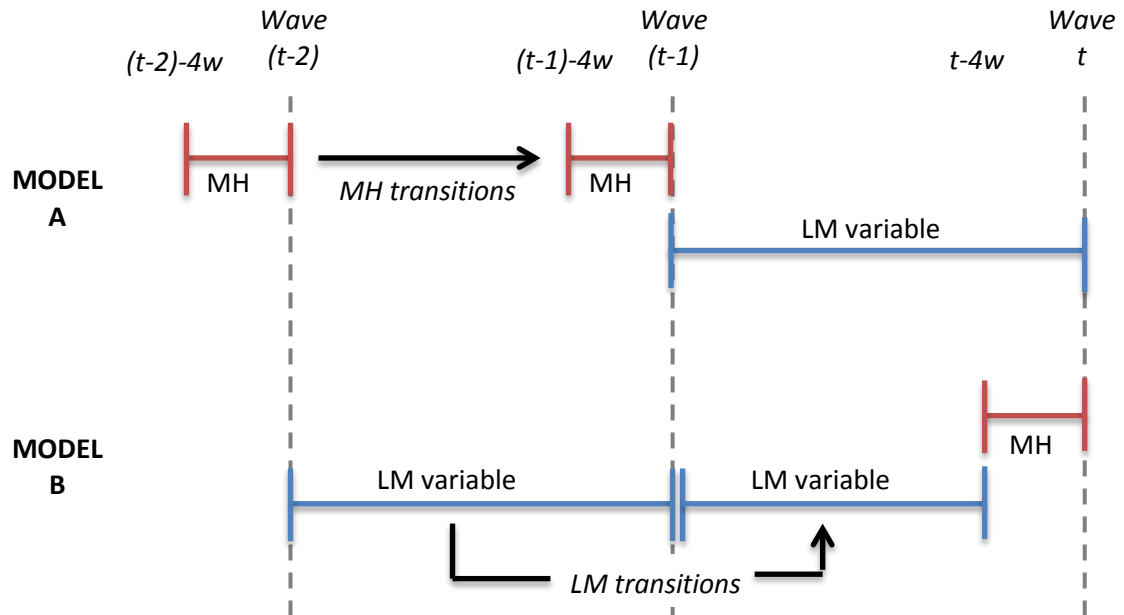 Wave
(t-2)
(t-2)-4w
Wave
(t-1)
(t-1)-4w
Wave
t
t-4w
MODEL
A
MH
MH transitions
MH
LM variable
MODEL
B
MH
LM variable
LM variable
LM transitions